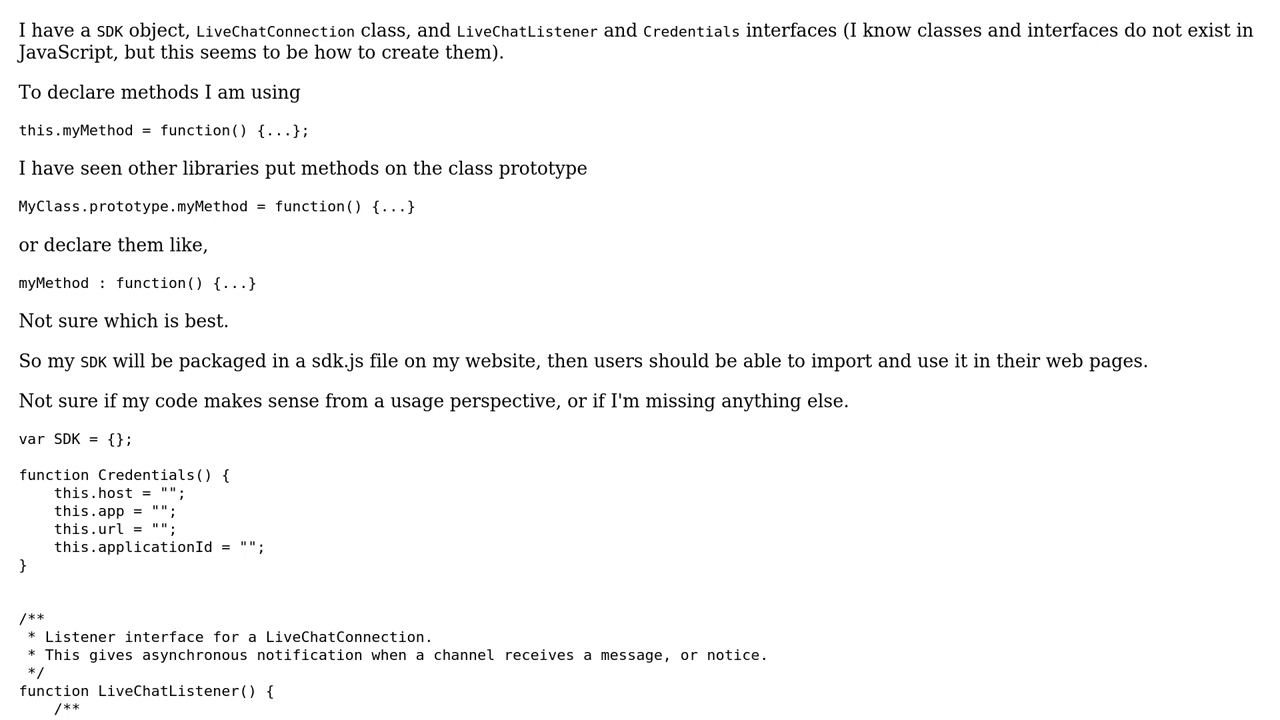 I have a SDK object, LiveChatConnection class, and LiveChatListener and Credentials interfaces (I know classes and interfaces do not exist in
JavaScript, but this seems to be how to create them).
To declare methods I am using
this.myMethod = function() {...};
I have seen other libraries put methods on the class prototype
MyClass.prototype.myMethod = function() {...}
or declare them like,
myMethod : function() {...}
Not sure which is best.
So my SDK will be packaged in a sdk.js file on my website, then users should be able to import and use it in their web pages.
Not sure if my code makes sense from a usage perspective, or if I'm missing anything else.
var SDK = {};
function Credentials() {
    this.host = "";
    this.app = "";
    this.url = "";
    this.applicationId = "";
}
/**
 * Listener interface for a LiveChatConnection.
 * This gives asynchronous notification when a channel receives a message, or notice.
 */
function LiveChatListener() {
    /**